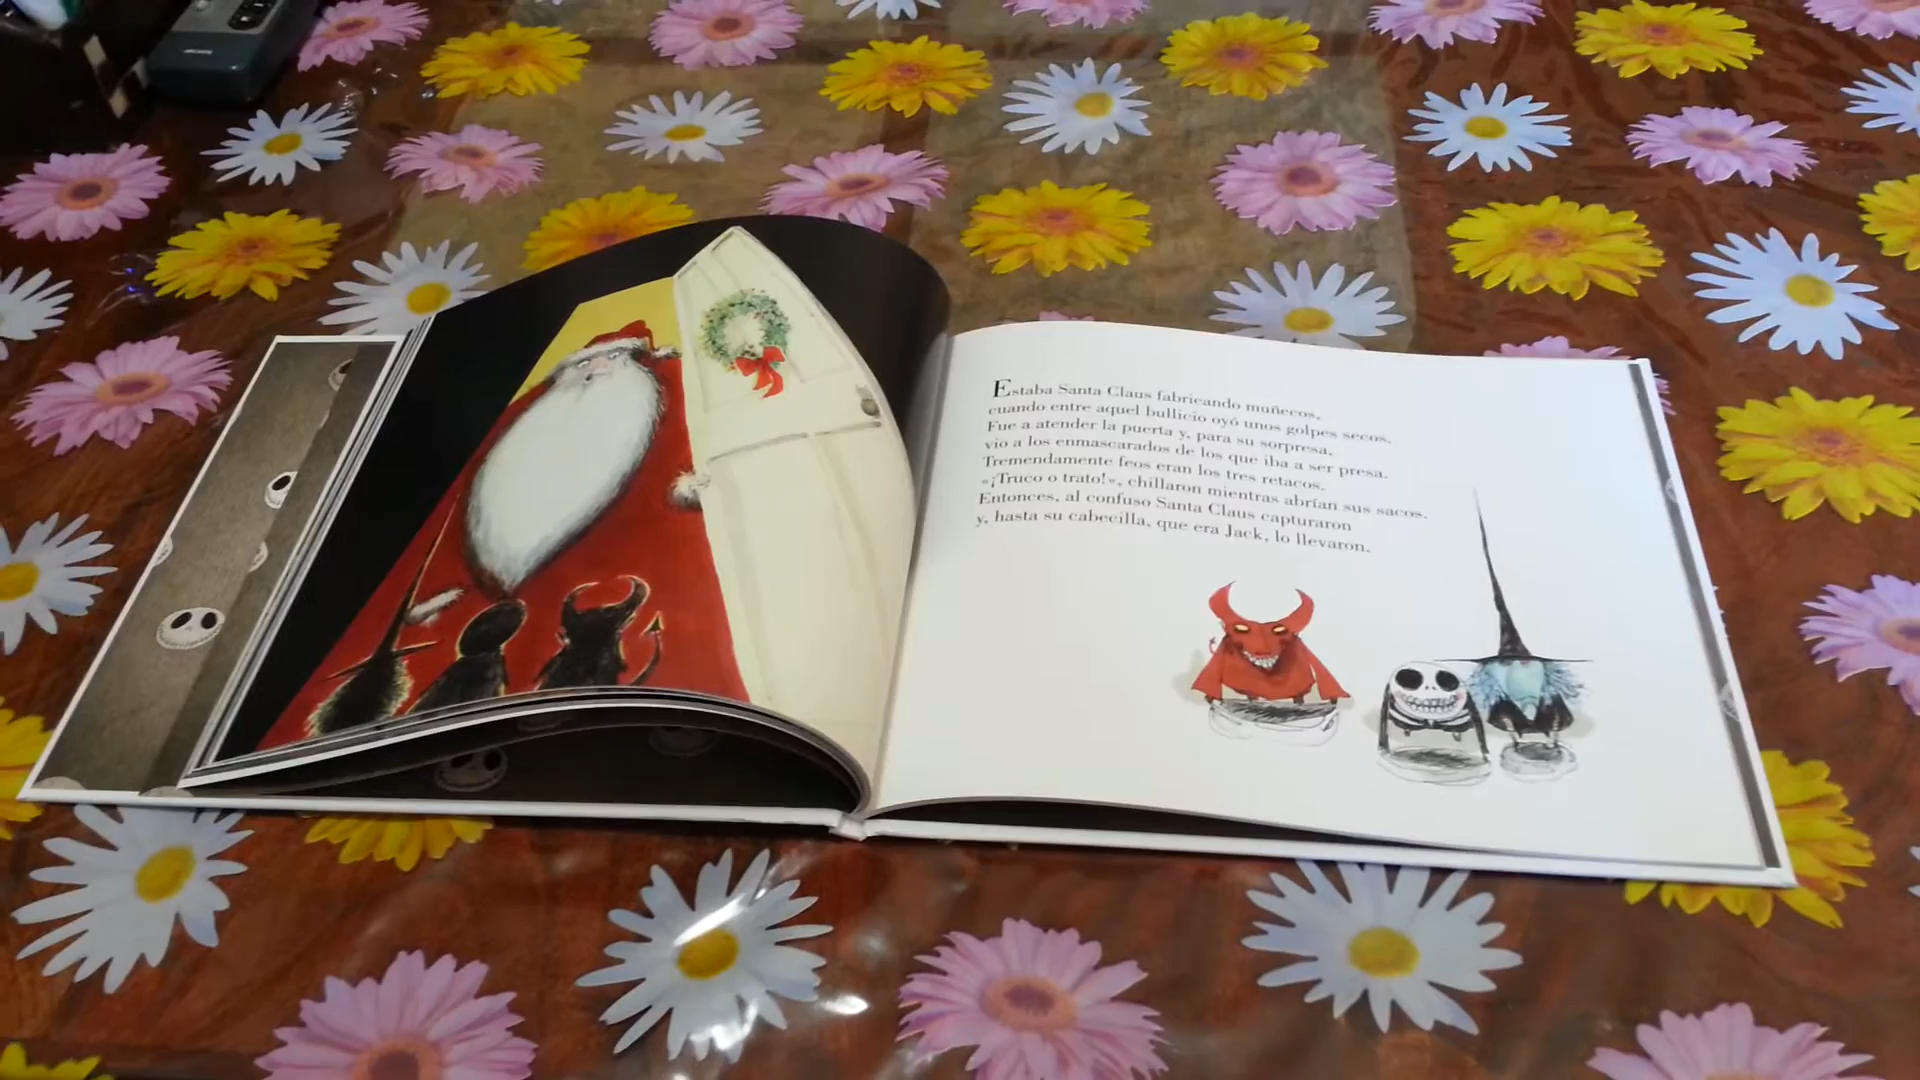 Estaba Santa Claus fabricando muñecos,
cuando entre aquel bullicio oyó unos golpes secos.
Fue a atender la puerta y, para su sorpresa,
vio a los enmascarados de los que iba a ser presa.
Tremendamente feos eran los tres retacos.
«¡Truco o trato!», chillaron mientras abrían sus sacos.
Entonces, al confuso Santa Claus capturaron
y, hasta su cabecilla, que era Jack, lo llevaron.